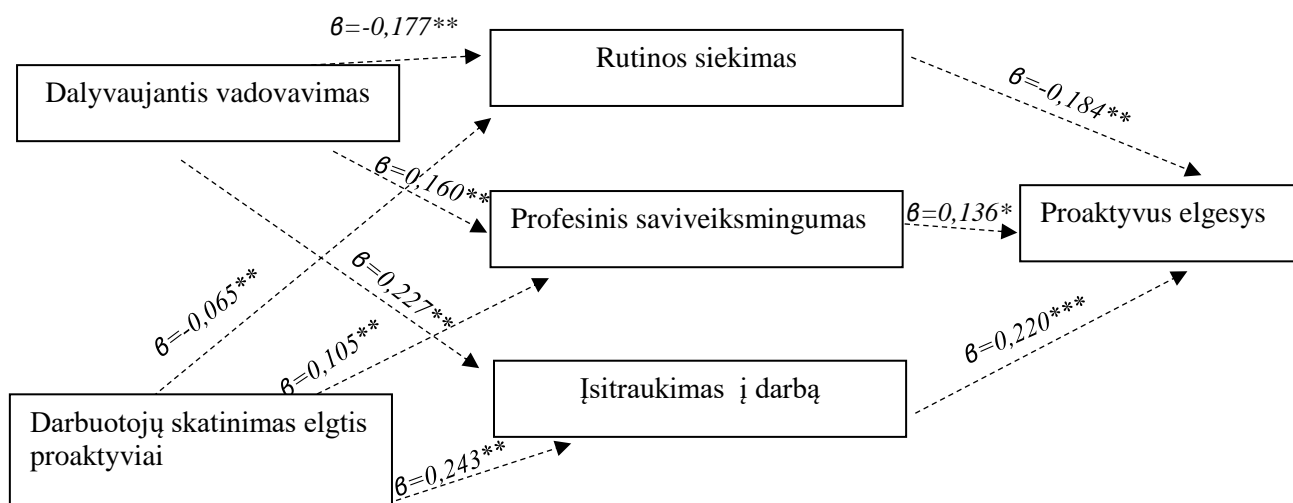 β=-0,177**
Rutinos siekimas
Dalyvaujantis vadovavimas
β=-0,184**
β=0,160**
Profesinis saviveiksmingumas
β=0,136*
Proaktyvus elgesys
β=-0,065**
β=0,227**
β=0,105**
β=0,220***
Įsitraukimas į darbą
Darbuotojų skatinimas elgtis
proaktyviai
β=0,243**